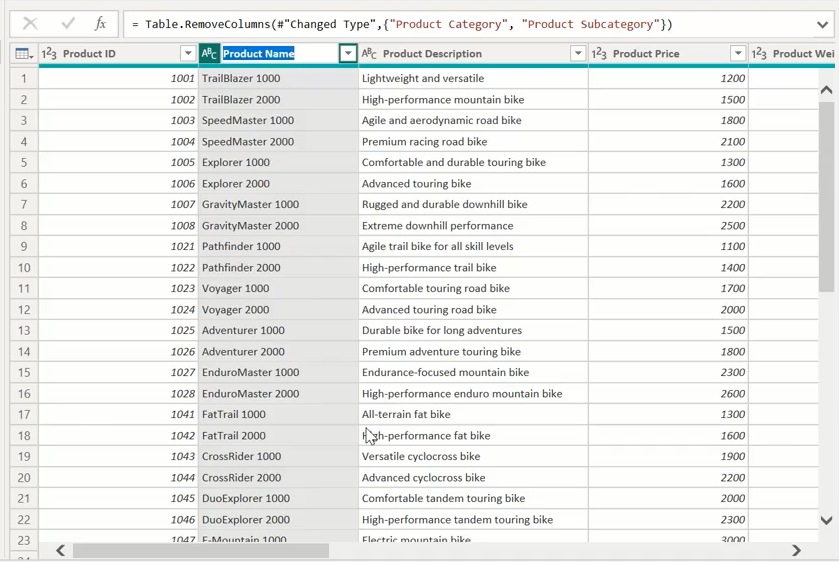 fx = Table.RemoveColumns(#"Changed Type",{"Product Category", "Product Subcategory"})
1²3 Product ID ABC Product Name ABC Product Description 1²3 Product Price 1²3 Product Wei
1 1001 TrailBlazer 1000 Lightweight and versatile 1200
2 1002 TrailBlazer 2000 High-performance mountain bike 1500
3 1003 SpeedMaster 1000 Agile and aerodynamic road bike 1800
4 1004 SpeedMaster 2000 Premium racing road bike 2100
5 1005 Explorer 1000 Comfortable and durable touring bike 1300
6 1006 Explorer 2000 Advanced touring bike 1600
7 1007 GravityMaster 1000 Rugged and durable downhill bike 2200
8 1008 GravityMaster 2000 Extreme downhill performance 2500
9 1021 Pathfinder 1000 Agile trail bike for all skill levels 1100
10 1022 Pathfinder 2000 High-performance trail bike 1400
11 1023 Voyager 1000 Comfortable touring road bike 1700
12 1024 Voyager 2000 Advanced touring road bike 2000
13 1025 Adventurer 1000 Durable bike for long adventures 1500
14 1026 Adventurer 2000 Premium adventure touring bike 1800
15 1027 EnduroMaster 1000 Endurance-focused mountain bike 2300
16 1028 EnduroMaster 2000 High-performance enduro mountain bike 2600
17 1041 FatTrail 1000 All-terrain fat bike 1300
18 1042 FatTrail 2000 High-performance fat bike 1600
19 1043 CrossRider 1000 Versatile cyclocross bike 1900
20 1044 CrossRider 2000 Advanced cyclocross bike 2200
21 1045 DuoExplorer 1000 Comfortable tandem touring bike 2000
22 1046 DuoExplorer 2000 High-performance tandem touring bike 2300
23 1047 E-Mountain 1000 Electric mountain bike 3000